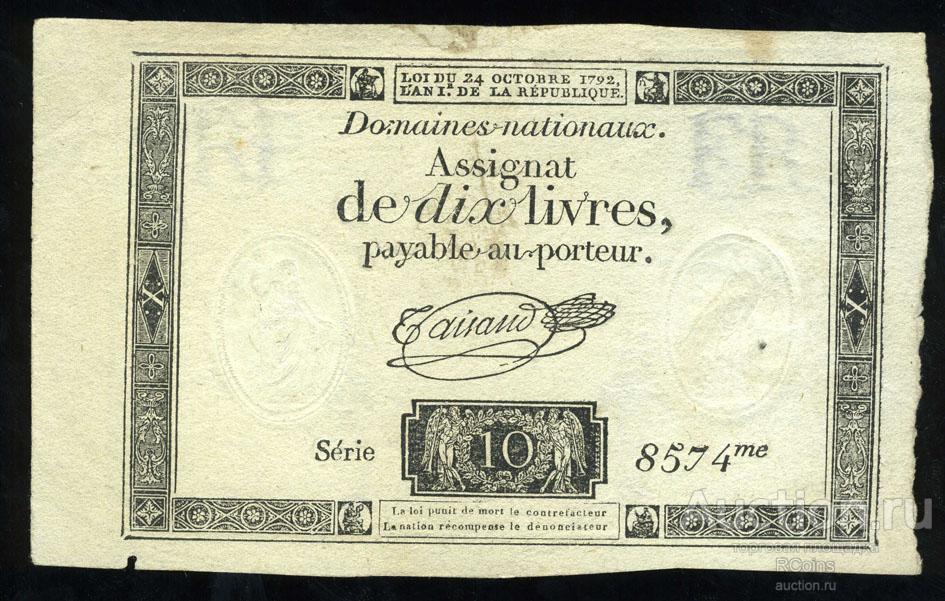 LOI DU 24 OCTOBRE 1792,
L'AN I.ᴿ DE LA RÉPUBLIQUE.
Domaines nationaux.
Assignat
de dix livres,
payable au porteur.
Taisaud
X
X
Série
10
8574me
La loi punit de mort le contrefacteur
La nation récompense le dénonciateur
Auction.ru
торговая площадка
RCoins
auction.ru